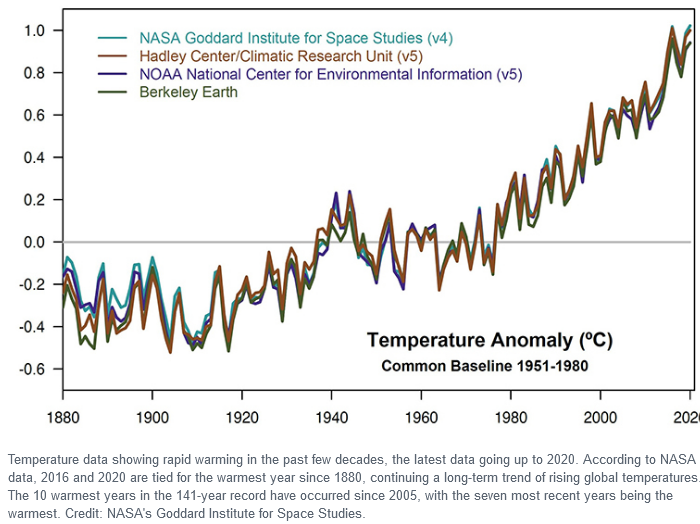 1.0
0.8
0.6
0.4
0.2
0.0
-0.2
-0.4
-0.6
NASA Goddard Institute for Space Studies (v4)
Hadley Center/Climatic Research Unit (v5)
NOAA National Center for Environmental Information (v5)
Berkeley Earth
Temperature Anomaly (ºC)
Common Baseline 1951-1980
1880 1900 1920 1940 1960 1980 2000 202
Temperature data showing rapid warming in the past few decades, the latest data going up to 2020. According to NASA
data, 2016 and 2020 are tied for the warmest year since 1880, continuing a long-term trend of rising global temperatures.
The 10 warmest years in the 141-year record have occurred since 2005, with the seven most recent years being the
warmest. Credit: NASA's Goddard Institute for Space Studies.